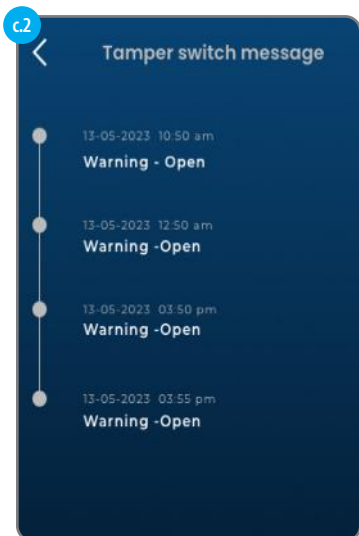 c.2
Tamper switch message
13-05-2023 10:50 am
Warning - Open
13-05-2023 12:50 am
Warning -Open
13-05-2023 03:50 pm
Warning -Open
13-05-2023 03:55 pm
Warning -Open